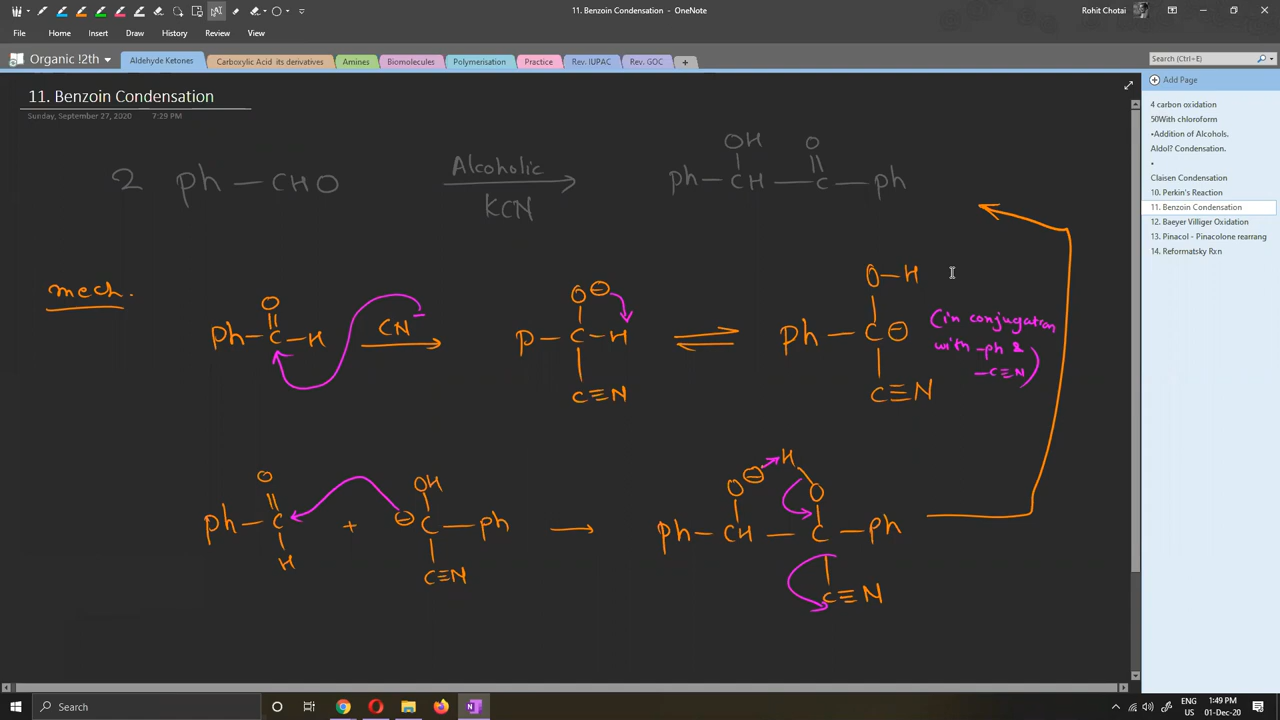 11. Benzoin Condensation - OneNote
Rohit Chotai
File Home Insert Draw History Review View
Organic !2th
Aldehyde Ketones
Carboxylic Acid its derivatives
Amines
Biomolecules
Polymerisation
Practice
Rev. IUPAC
Rev. GOC
+
Search (Ctrl+E)
11. Benzoin Condensation
Sunday, September 27, 2020 7:29 PM
Add Page
4 carbon oxidation
50With chloroform
•Addition of Alcohols.
Aldol? Condensation.
•
Claisen Condensation
10. Perkin's Reaction
11. Benzoin Condensation
12. Baeyer Villiger Oxidation
13. Pinacol - Pinacolone rearrang
14. Reformatsky Rxn
OH O
2 ph — CHO Alcoholic ph — CH — C — ph
KCN
mech.
O O ⊖ O—H
Ph—C—H CN⁻ P—C—H ⇌ Ph—C ⊖
C≡N C≡N
(in conjugation
with -ph &
-C≡N)
O OH
Ph—C + ⊖ C—ph
H C≡N
O ⊖ H O
Ph—CH—C—Ph
C≡N
Search
ENG
US
1:49 PM
01-Dec-20